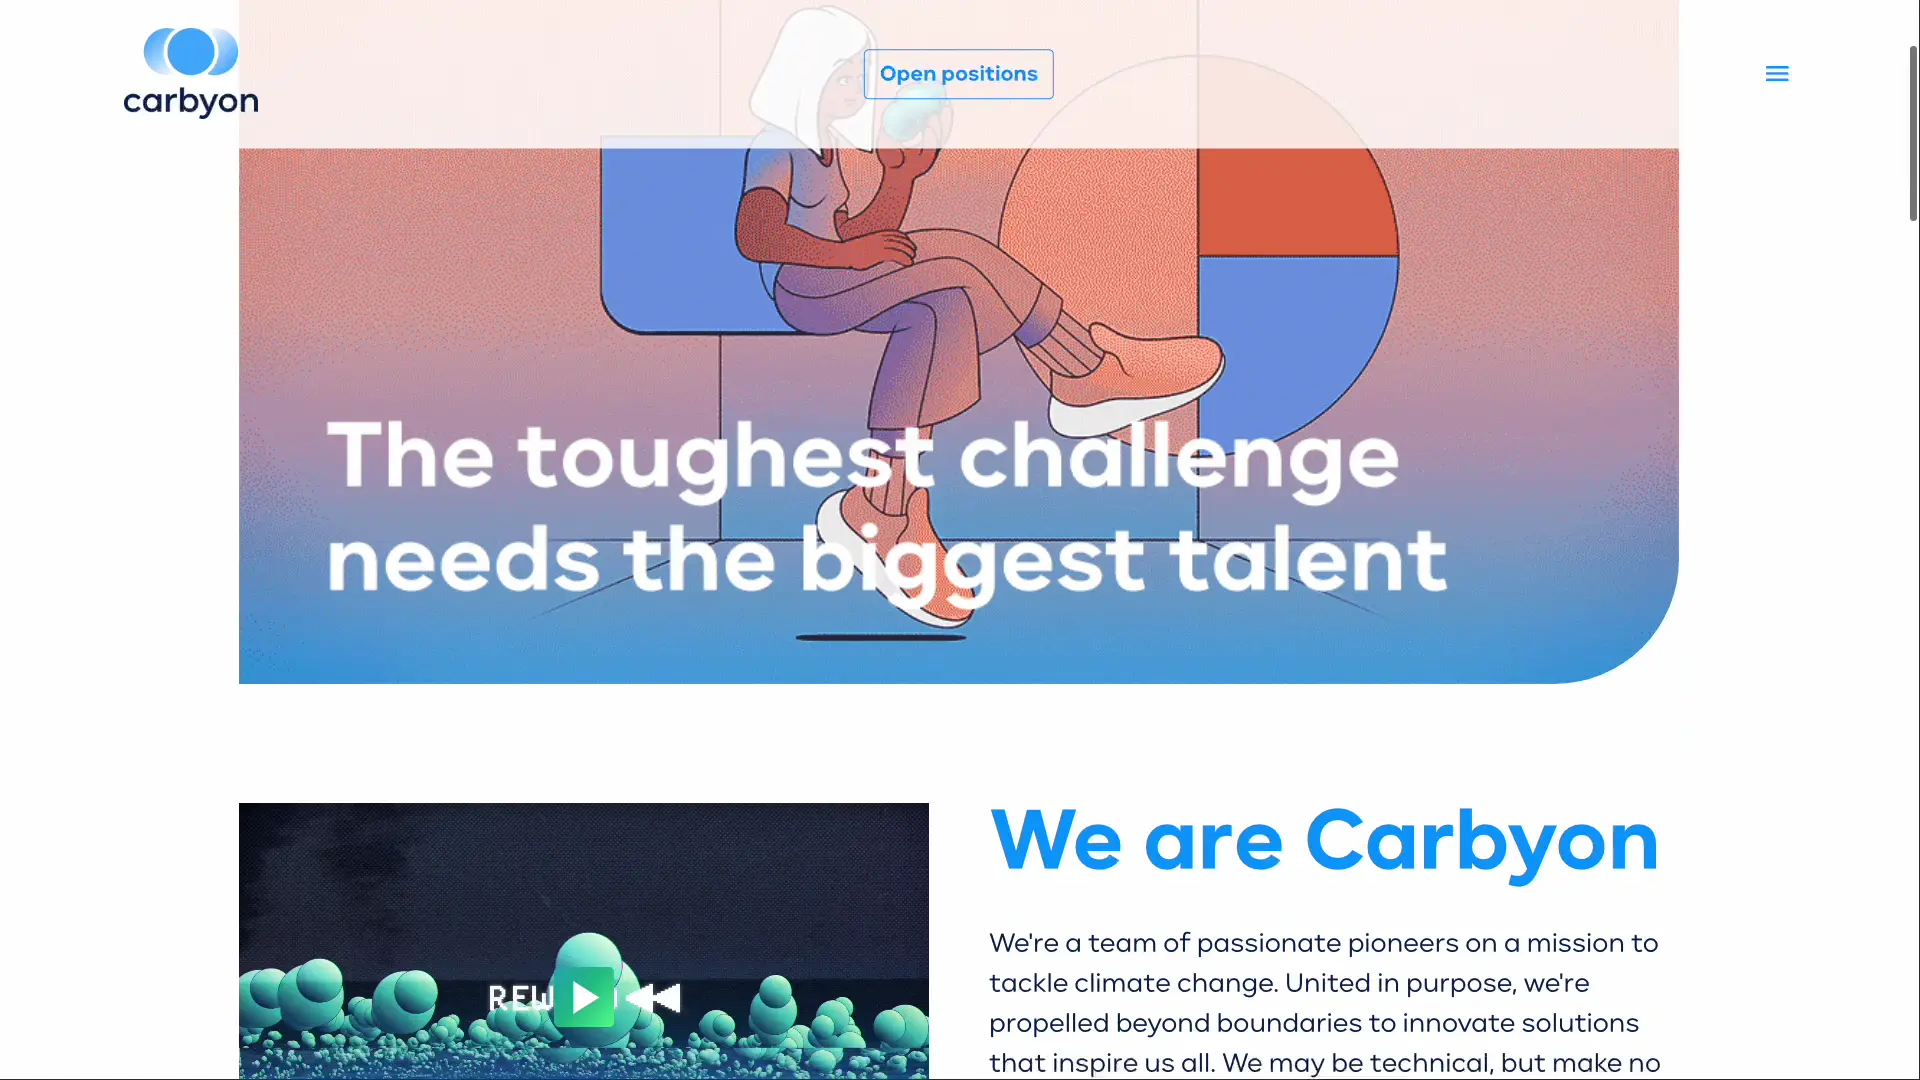 carbyon
Open positions
The toughest challenge
needs the biggest talent
We are Carbyon
We're a team of passionate pioneers on a mission to
tackle climate change. United in purpose, we're
propelled beyond boundaries to innovate solutions
that inspire us all. We may be technical, but make no